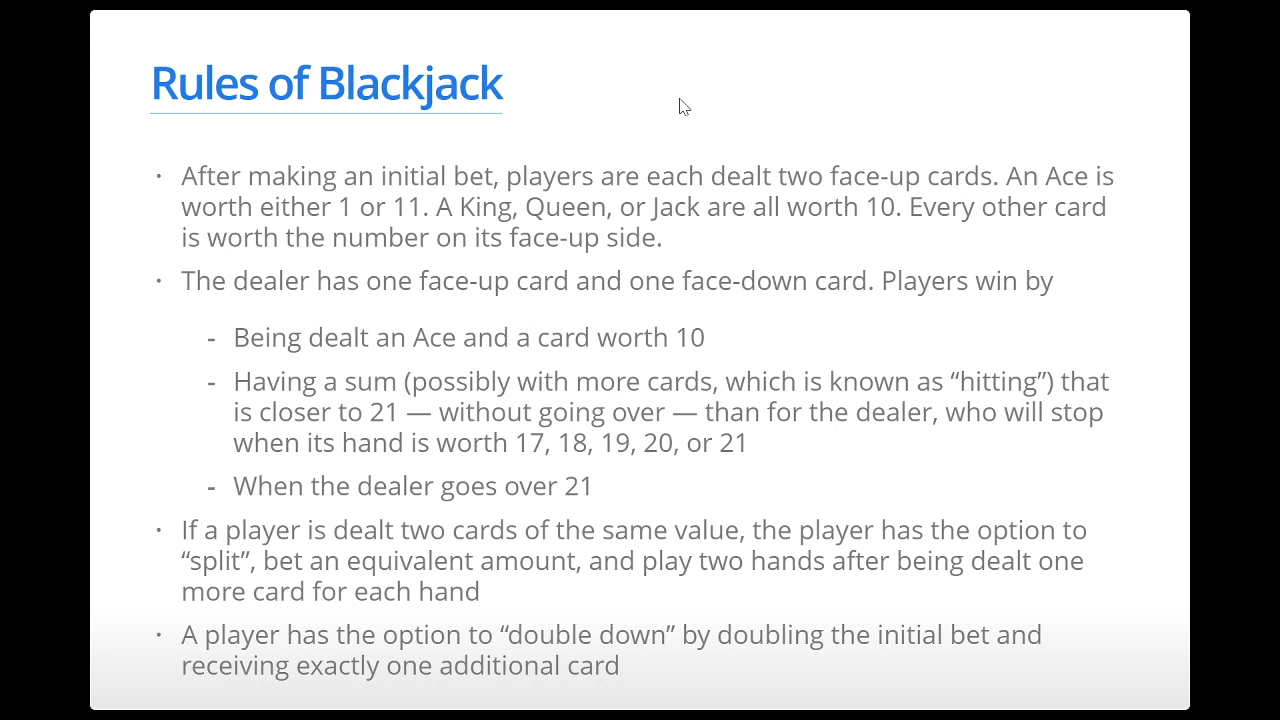 Rules of Blackjack
· After making an initial bet, players are each dealt two face-up cards. An Ace is
worth either 1 or 11. A King, Queen, or Jack are all worth 10. Every other card
is worth the number on its face-up side.
· The dealer has one face-up card and one face-down card. Players win by
- Being dealt an Ace and a card worth 10
- Having a sum (possibly with more cards, which is known as “hitting”) that
is closer to 21 — without going over — than for the dealer, who will stop
when its hand is worth 17, 18, 19, 20, or 21
- When the dealer goes over 21
· If a player is dealt two cards of the same value, the player has the option to
“split”, bet an equivalent amount, and play two hands after being dealt one
more card for each hand
· A player has the option to “double down” by doubling the initial bet and
receiving exactly one additional card